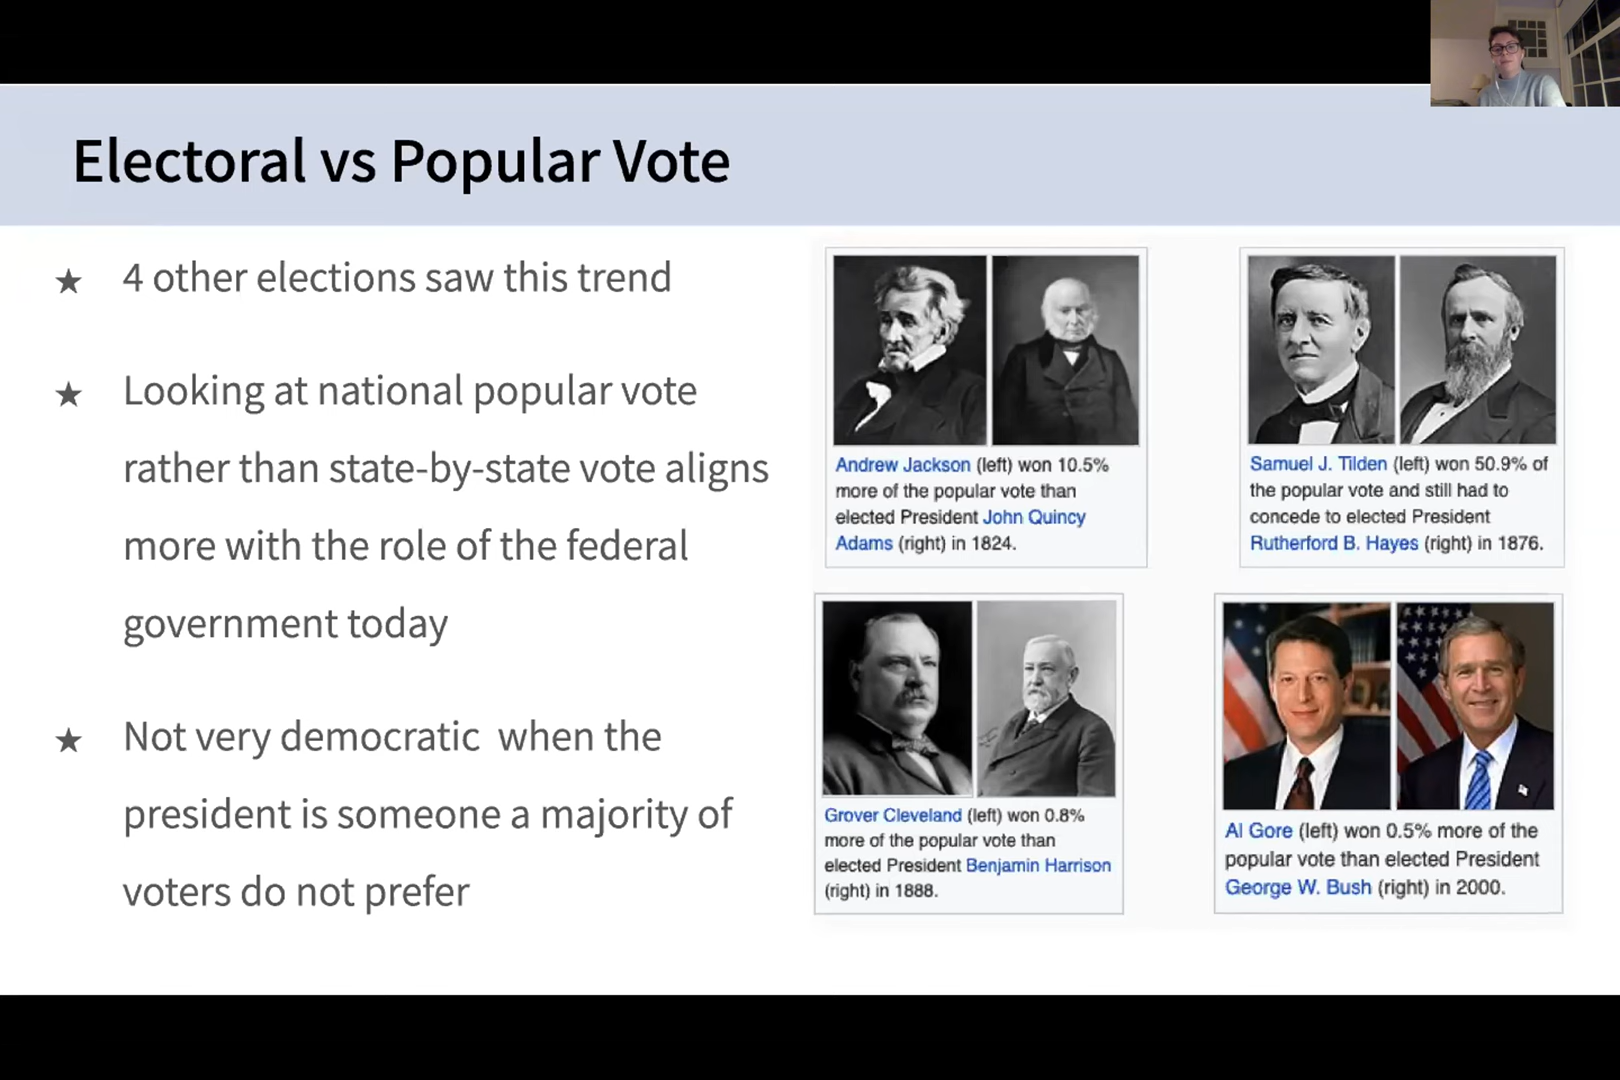 Electoral vs Popular Vote
★ 4 other elections saw this trend
★ Looking at national popular vote
rather than state-by-state vote aligns
more with the role of the federal
government today
★ Not very democratic  when the
president is someone a majority of
voters do not prefer
Andrew Jackson (left) won 10.5%
more of the popular vote than
elected President John Quincy
Adams (right) in 1824.
Samuel J. Tilden (left) won 50.9% of
the popular vote and still had to
concede to elected President
Rutherford B. Hayes (right) in 1876.
Grover Cleveland (left) won 0.8%
more of the popular vote than
elected President Benjamin Harrison
(right) in 1888.
Al Gore (left) won 0.5% more of the
popular vote than elected President
George W. Bush (right) in 2000.